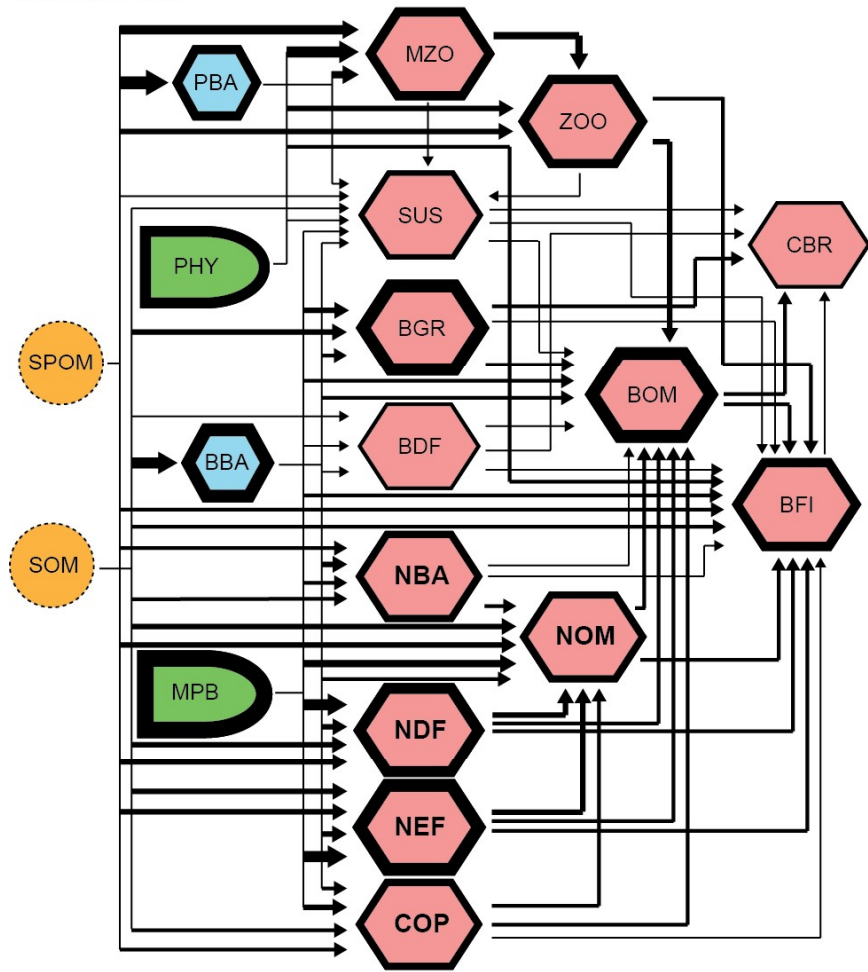 MZO
PBA
ZOO
SUS
CBR
PHY
BGR
SPOM
BOM
BDF
BBA
BFI
SOM
NBA
NOM
MPB
NDF
NEF
COP